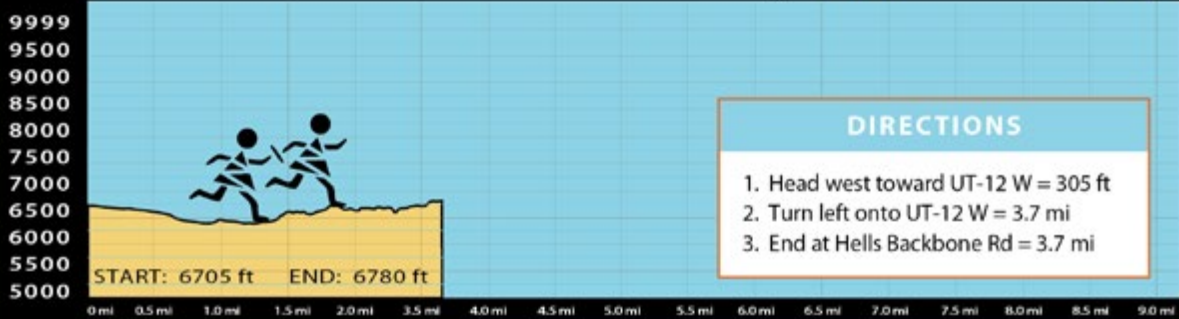 9999
9500
9000
8500
8000
7500
7000
6500
6000
5500
5000
DIRECTIONS
1. Head west toward UT-12 W = 305 ft
2. Turn left onto UT-12 W = 3.7 mi
3. End at Hells Backbone Rd = 3.7 mi
START: 6705 ft END: 6780 ft
0 mi 0.5 mi 1.0 mi 1.5 mi 2.0 mi 3.5 mi 4.0 mi 4.5 mi 5.0 mi 5.5 mi 6.0 mi 6.5 mi 7.0 mi 7.5 mi 8.0 mi 8.5 mi 9.0 mi